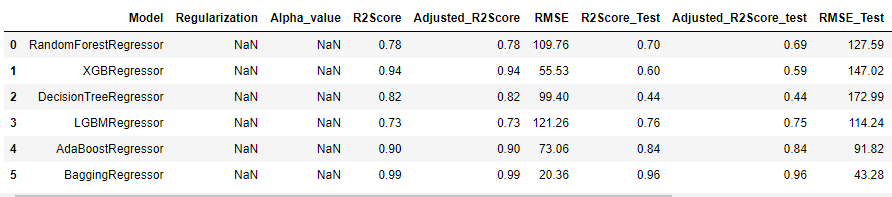 Model Regularization Alpha_value R2Score Adjusted_R2Score RMSE R2Score_Test Adjusted_R2Score_test RMSE_Test
0 RandomForestRegressor NaN NaN 0.78 0.78 109.76 0.70 0.69 127.59
1 XGBRegressor NaN NaN 0.94 0.94 55.53 0.60 0.59 147.02
2 DecisionTreeRegressor NaN NaN 0.82 0.82 99.40 0.44 0.44 172.99
3 LGBMRegressor NaN NaN 0.73 0.73 121.26 0.76 0.75 114.24
4 AdaBoostRegressor NaN NaN 0.90 0.90 73.06 0.84 0.84 91.82
5 BaggingRegressor NaN NaN 0.99 0.99 20.36 0.96 0.96 43.28